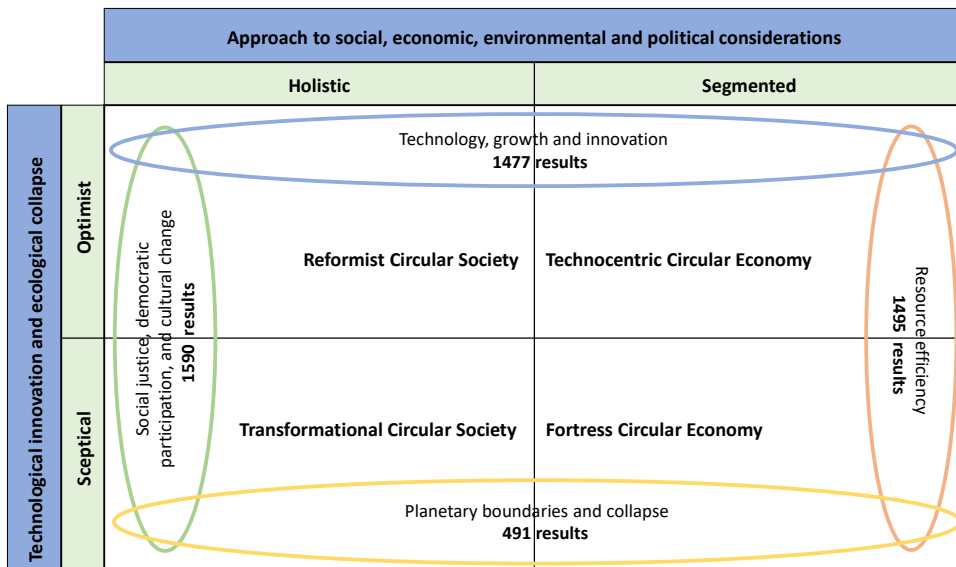 Approach to social, economic, environmental and political considerations
Holistic
Segmented
Technological innovation and ecological collapse
Optimist
Sceptical
Technology, growth and innovation
1477 results
Social justice, democratic
participation, and cultural change
1590 results
Reformist Circular Society
Technocentric Circular Economy
Resource efficiency
1495
results
Transformational Circular Society
Fortress Circular Economy
Planetary boundaries and collapse
491 results